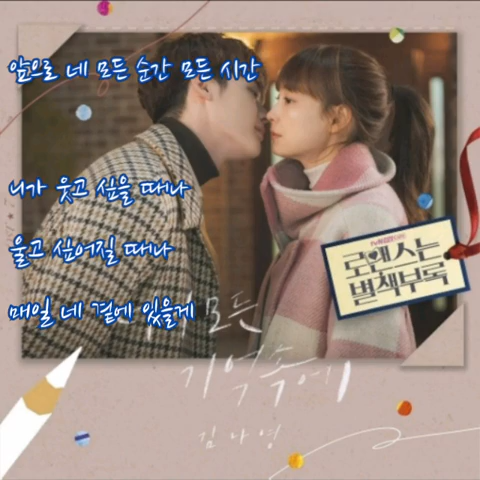 앞으로 네 모든 순간 모든 시간
니가 웃고 싶을 때나
울고 싶어질 때나
매일 네 곁에 있을게
tvN
로맨스는
별책부록
모든
기억속에
김나영